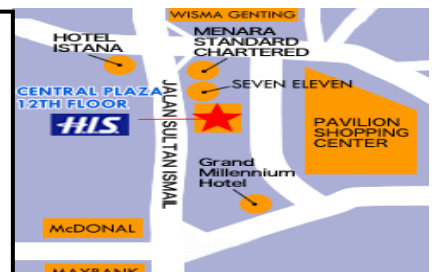 WISMA GENTING
HOTEL
ISTANA
MENARA
STANDARD
CHARTERED
SEVEN ELEVEN
CENTRAL PLAZA
12TH FLOOR
H.I.S.
JALAN SULTAN ISMAIL
PAVILION
SHOPPING
CENTER
Grand
Millennium
Hotel
McDONAL
MAYBANK